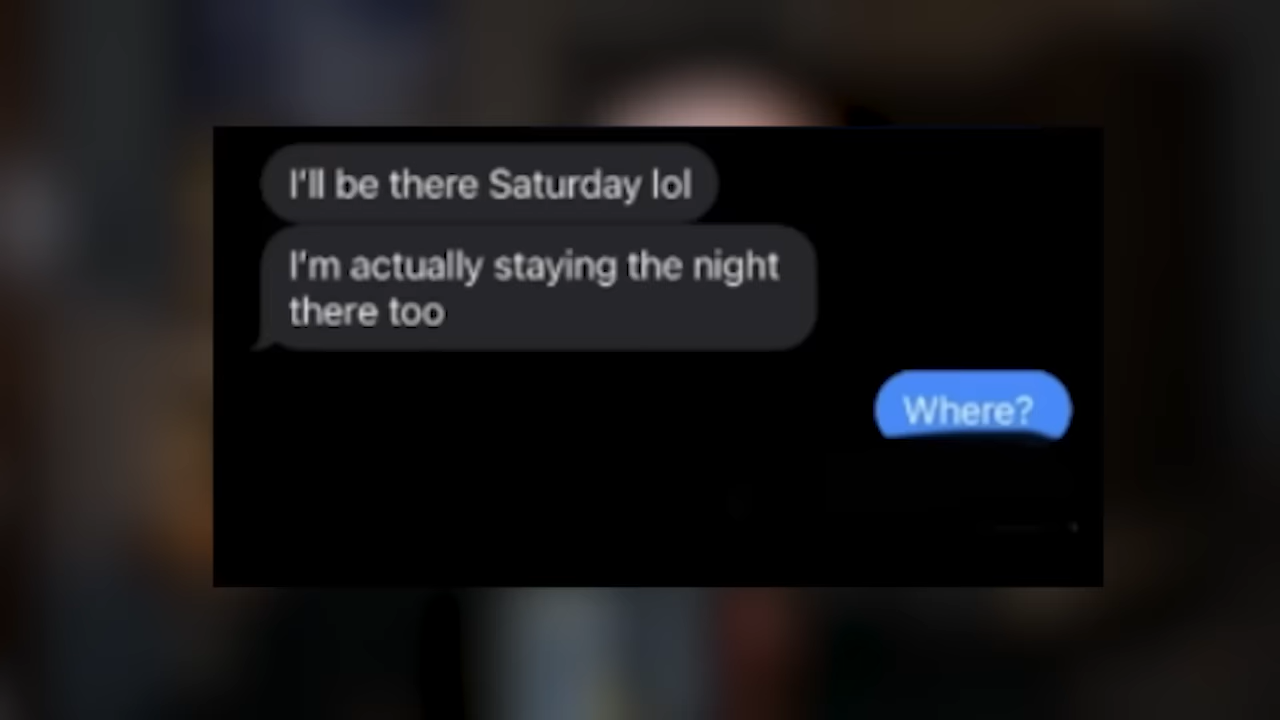 I'll be there Saturday lol
I'm actually staying the night
there too
Where?